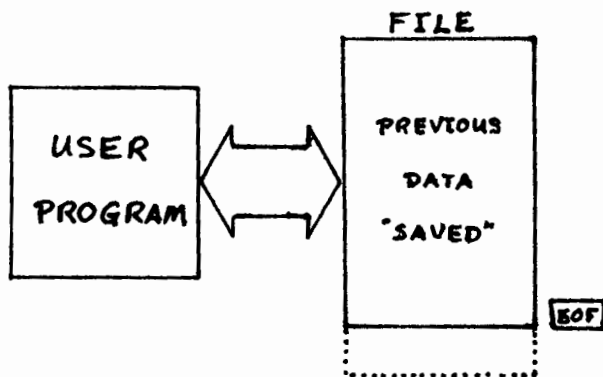 FILE
USER
PROGRAM
PREVIOUS
DATA
"SAVED"
EOF